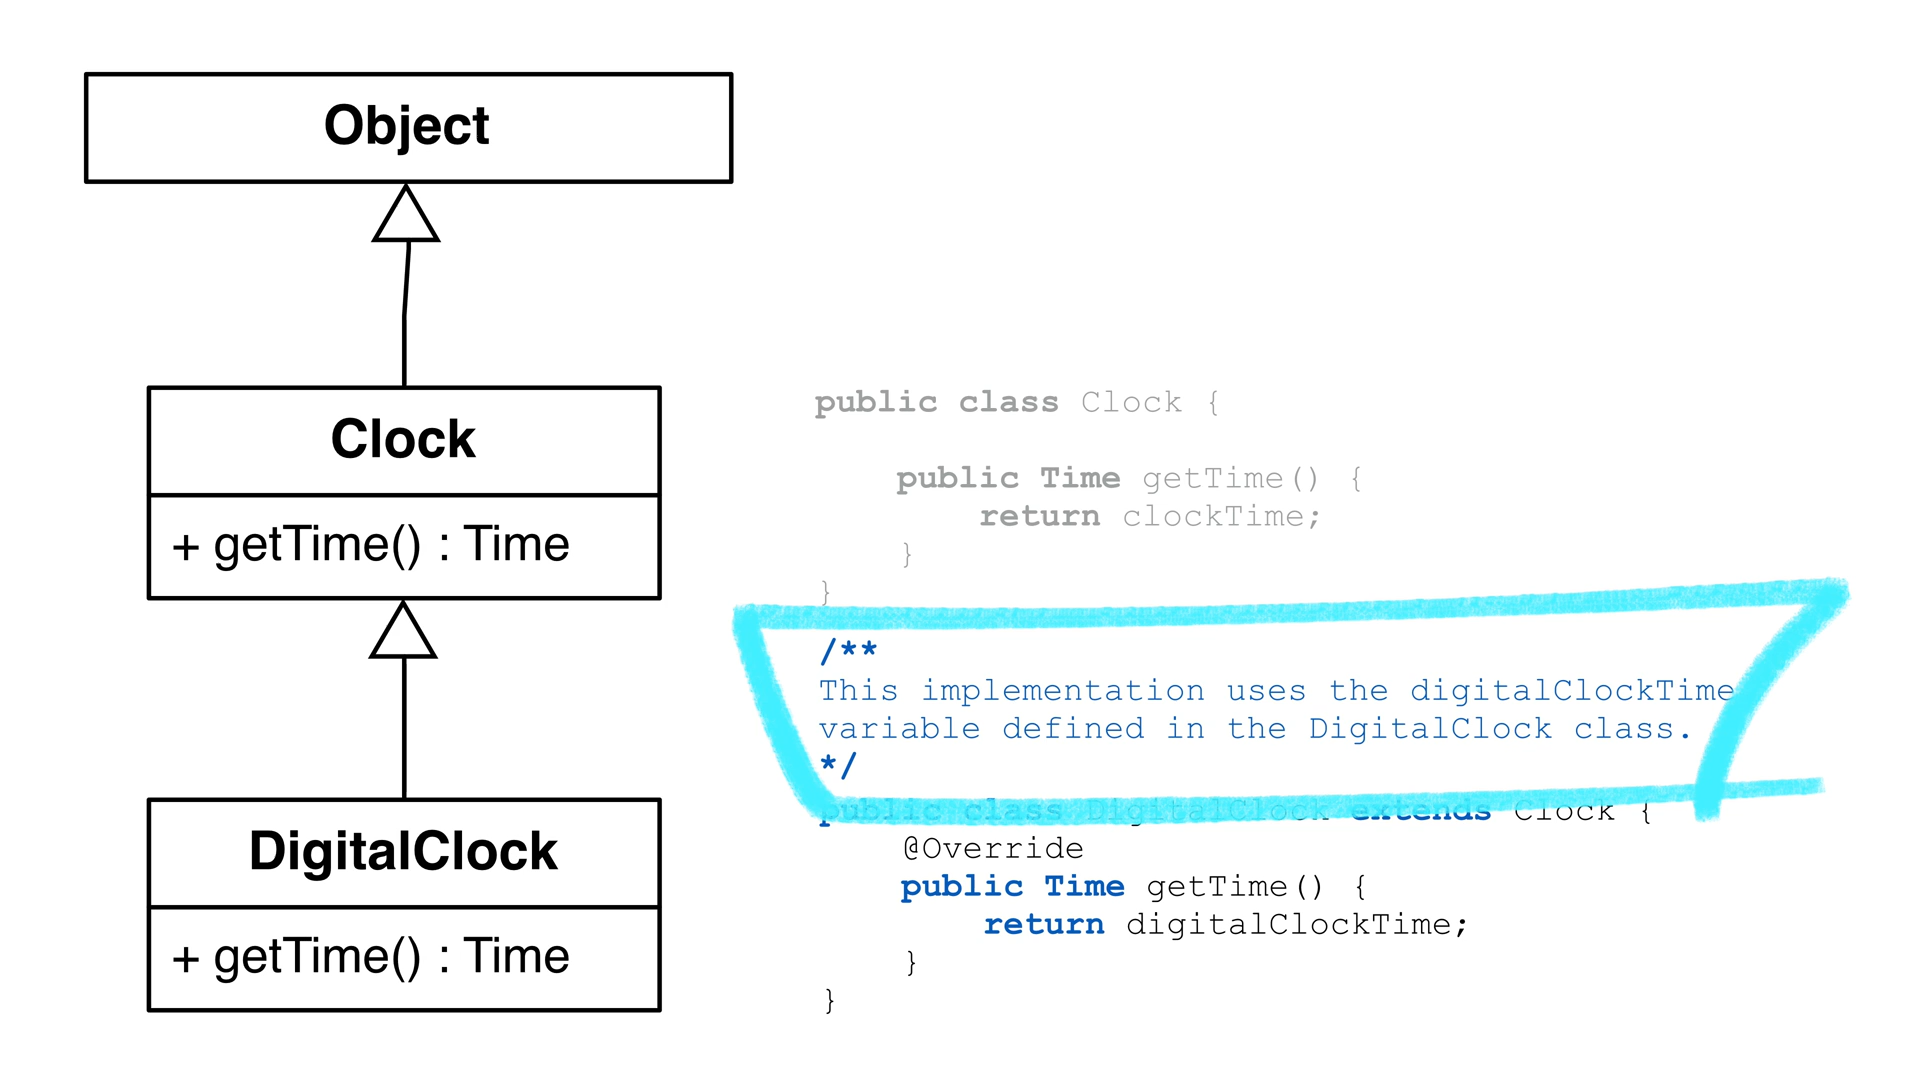 Object
Clock
+ getTime() : Time
DigitalClock
+ getTime() : Time
public class Clock {
public Time getTime() {
return clockTime;
}
}
/**
This implementation uses the digitalClockTime
variable defined in the DigitalClock class.
*/
public class DigitalClock extends Clock {
@Override
public Time getTime() {
return digitalClockTime;
}
}